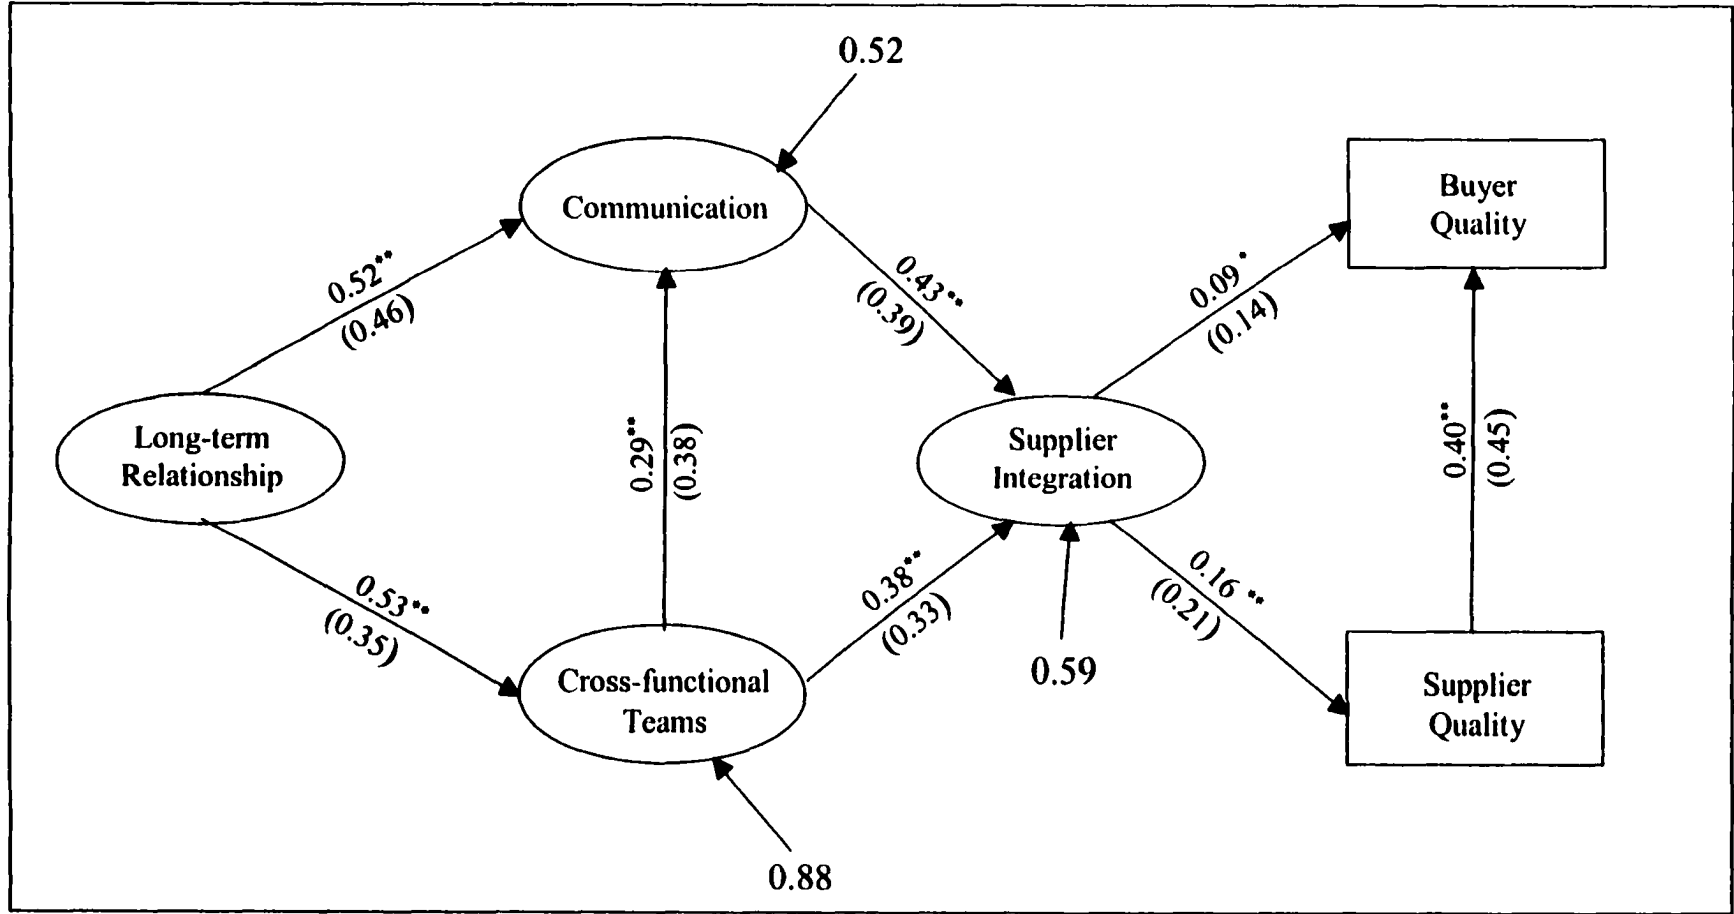 0.52
Communication
Buyer
Quality
0.52**
(0.46)
0.43**
(0.39)
0.09*
(0.14)
Long-term
Relationship
0.29**
(0.38)
Supplier
Integration
0.40**
(0.45)
0.53**
(0.35)
0.38**
(0.33)
0.16 **
(0.21)
0.59
Cross-functional
Teams
Supplier
Quality
0.88